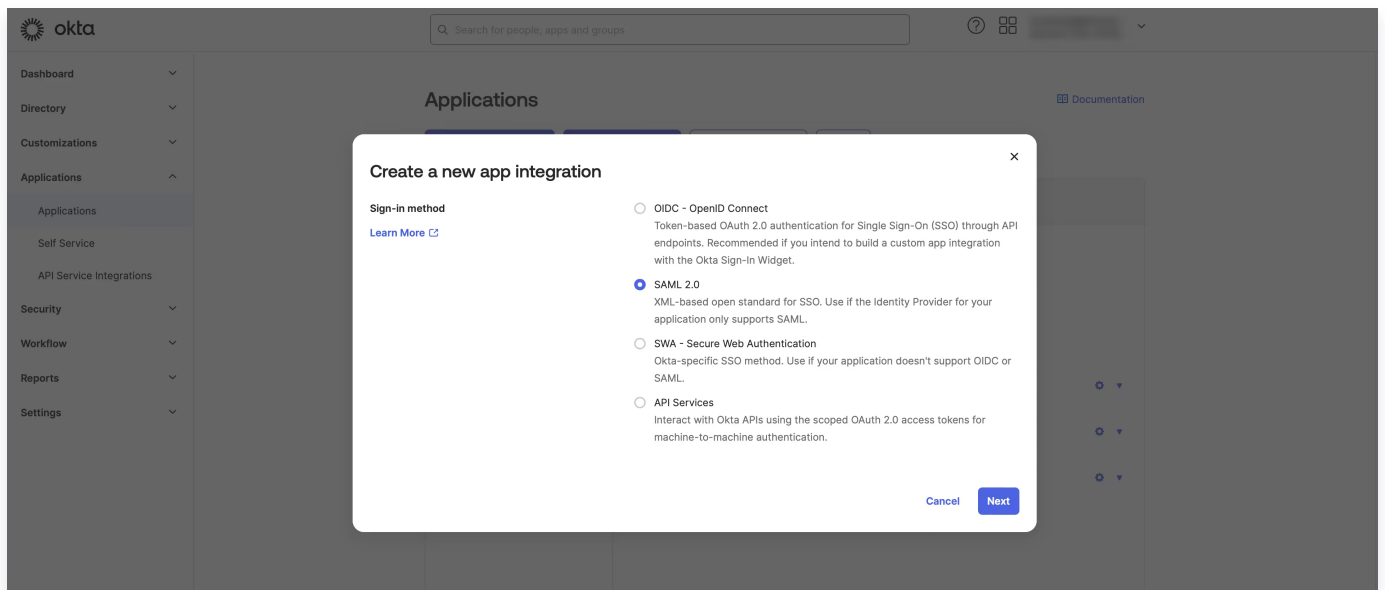 okta
Search for people, apps and groups
Dashboard
Directory
Customizations
Applications
Applications
Self Service
API Service Integrations
Security
Workflow
Reports
Settings
Applications
Documentation
Create a new app integration
Sign-in method
Learn More
OIDC - OpenID Connect
Token-based OAuth 2.0 authentication for Single Sign-On (SSO) through API
endpoints. Recommended if you intend to build a custom app integration
with the Okta Sign-In Widget.
SAML 2.0
XML-based open standard for SSO. Use if the Identity Provider for your
application only supports SAML.
SWA - Secure Web Authentication
Okta-specific SSO method. Use if your application doesn't support OIDC or
SAML.
API Services
Interact with Okta APIs using the scoped OAuth 2.0 access tokens for
machine-to-machine authentication.
Cancel
Next